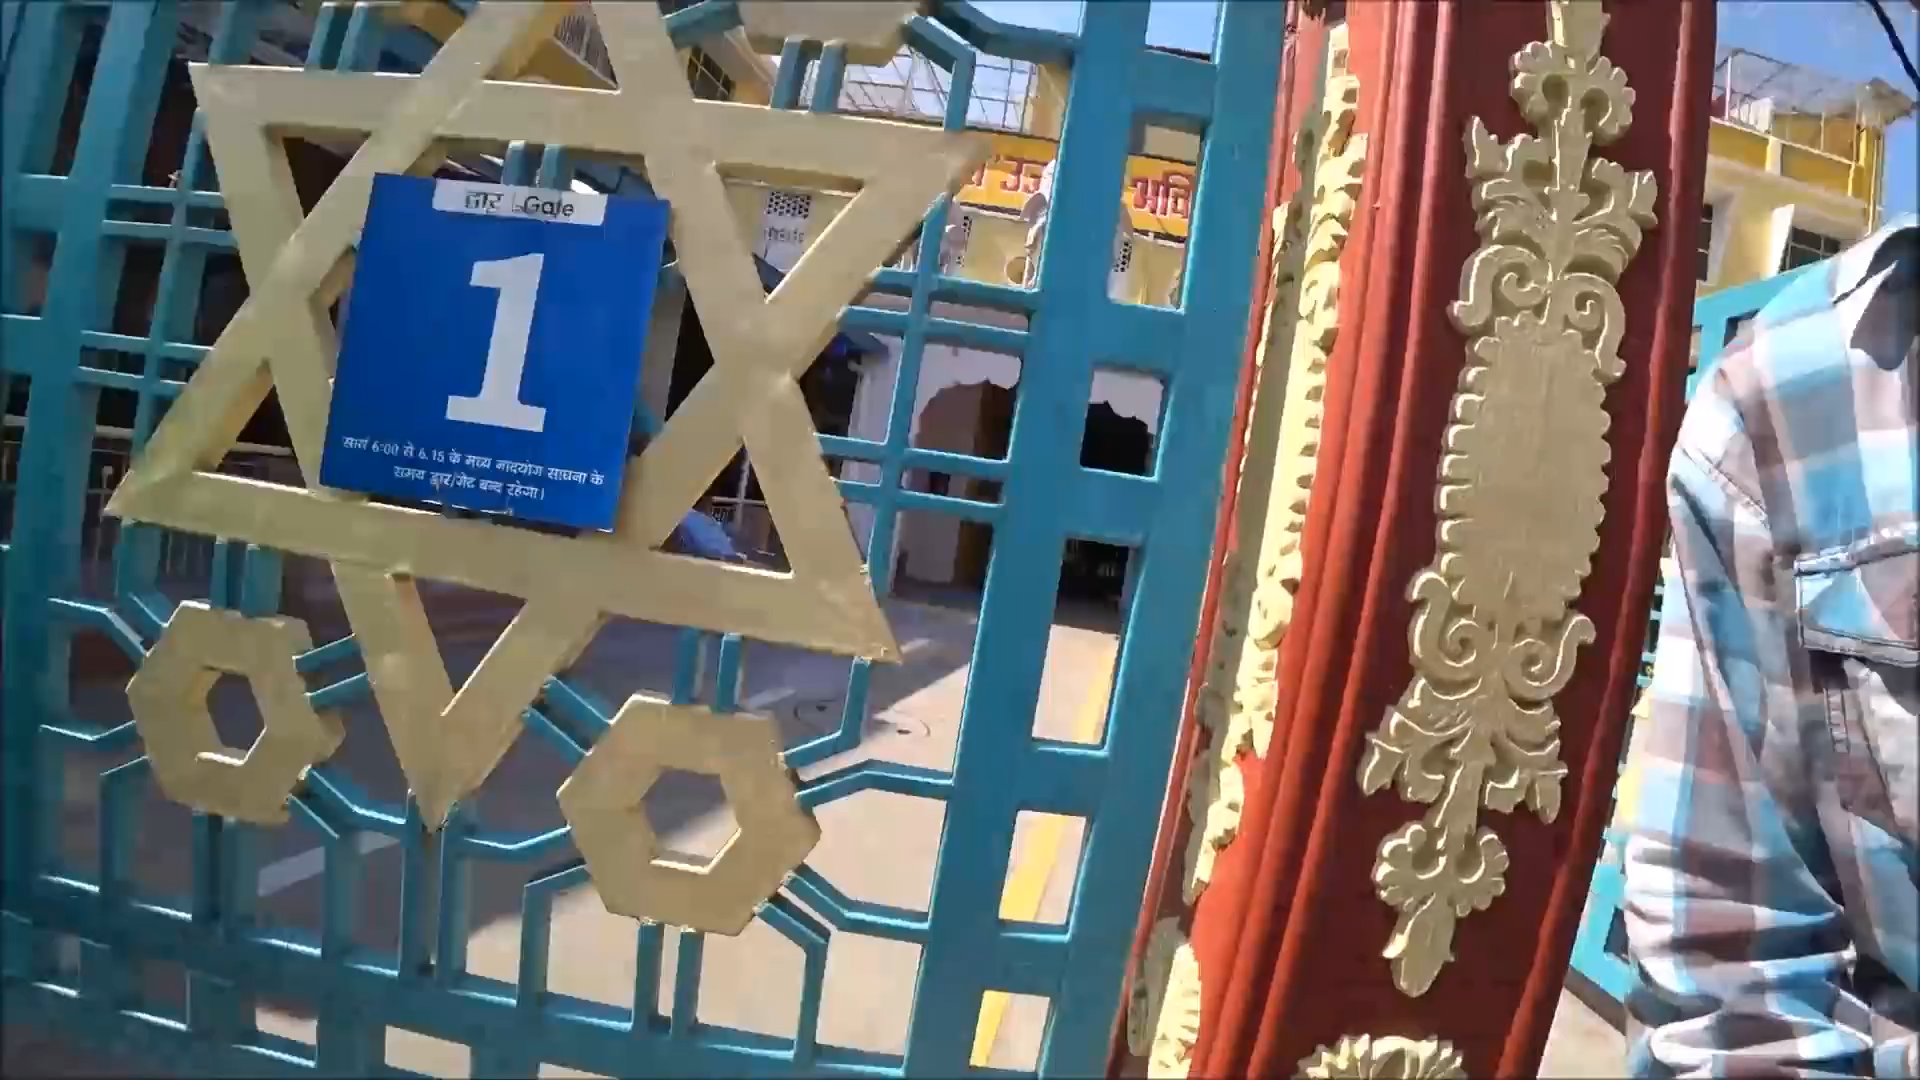 द्वार Gate
1
सायं 6:00 से 6.15 के मध्य नादयोग साधना के
समय द्वार/गेट बन्द रहेगा।